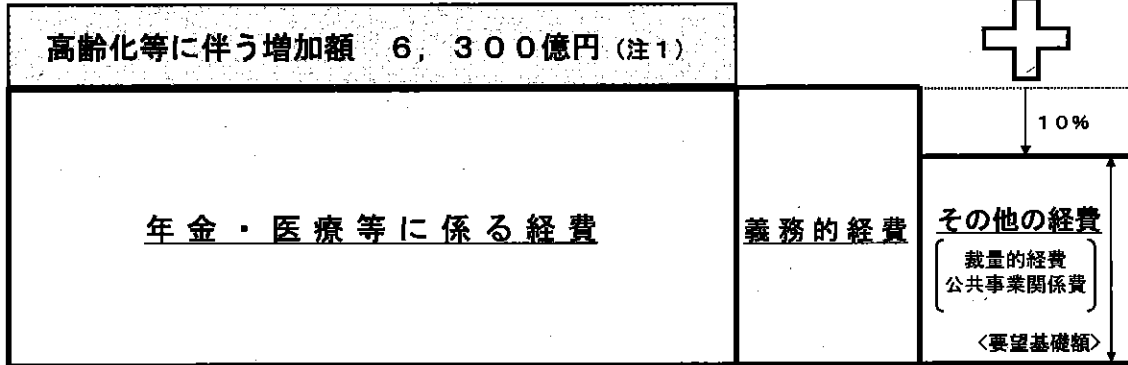 高齢化等に伴う増加額　６，３００億円（注１）
１０％
年金・医療等に係る経費
義務的経費
その他の経費
裁量的経費
公共事業関係費
<要望基礎額>